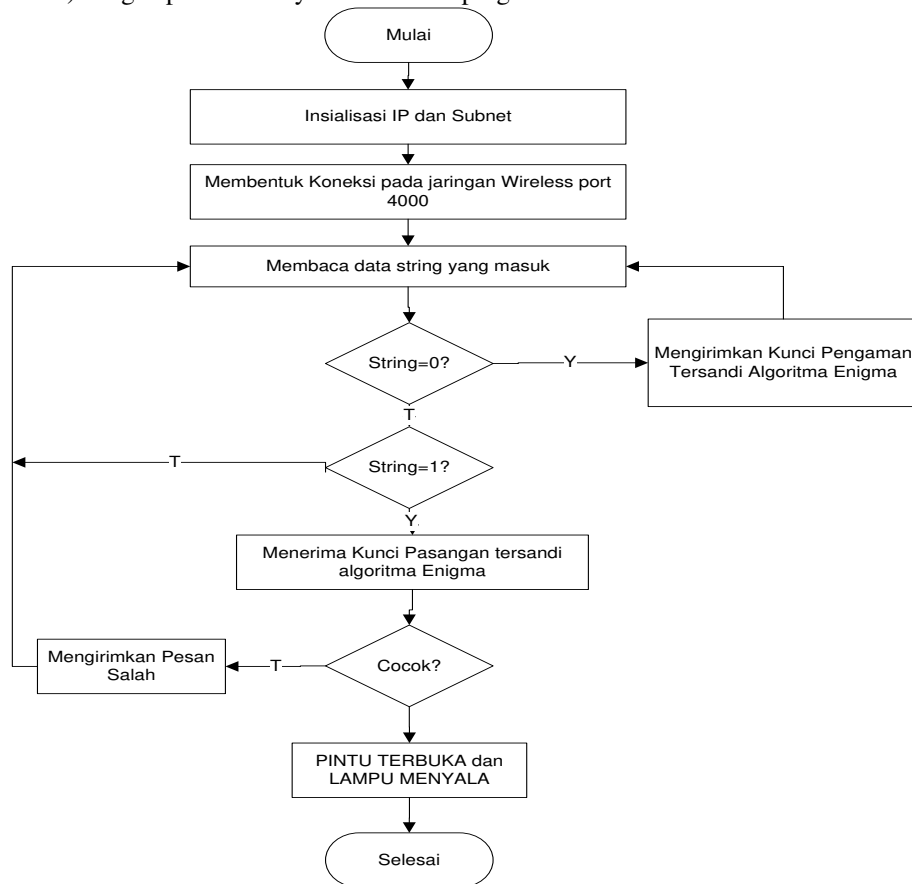 Mulai
Insialisasi IP dan Subnet
Membentuk Koneksi pada jaringan Wireless port
4000
Membaca data string yang masuk
String=0?
Y
Mengirimkan Kunci Pengaman
Tersandi Algoritma Enigma
T
String=1?
T
Y
Menerima Kunci Pasangan tersandi
algoritma Enigma
Cocok?
T
Mengirimkan Pesan
Salah
PINTU TERBUKA dan
LAMPU MENYALA
Selesai